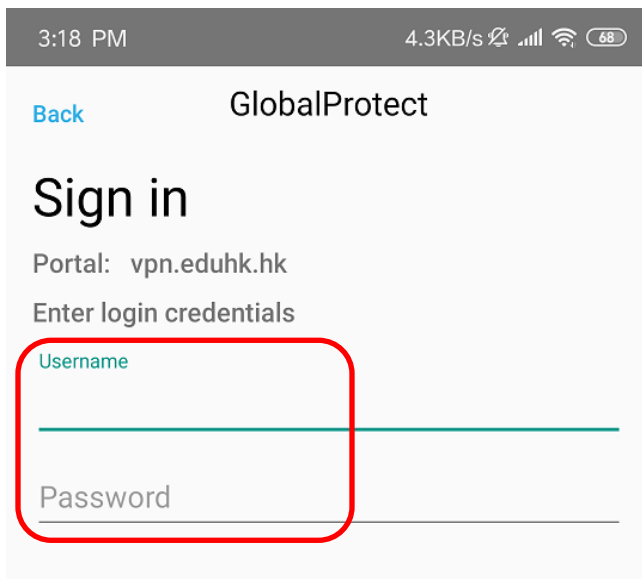 3:18 PM 4.3KB/s 68
Back GlobalProtect
Sign in
Portal: vpn.eduhk.hk
Enter login credentials
Username
Password